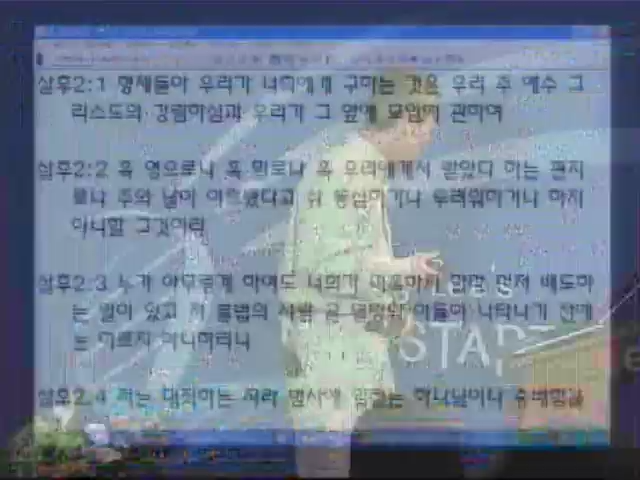 살후2:1 형제들아 우리가 너희에게 구하는 것은 우리 주 예수 그
리스도의 강림하심과 우리가 그 앞에 모임에 관하여
살후2:2 혹 영으로나 혹 말로나 혹 우리에게서 받았다 하는 편지
로나 주의 날이 이르렀다고 쉬 동심하거나 두려워하거나 하지
아니할 그것이라
살후2:3 누가 아무렇게 하여도 너희가 미혹하지 말라 먼저 배도하
는 일이 있고 저 불법의 사람 곧 멸망의 아들이 나타나기 전에
는 이르지 아니하리니
살후2:4 저는 대적하는 자라 범사에 하나님이나 숭배함을
LEO'S
START